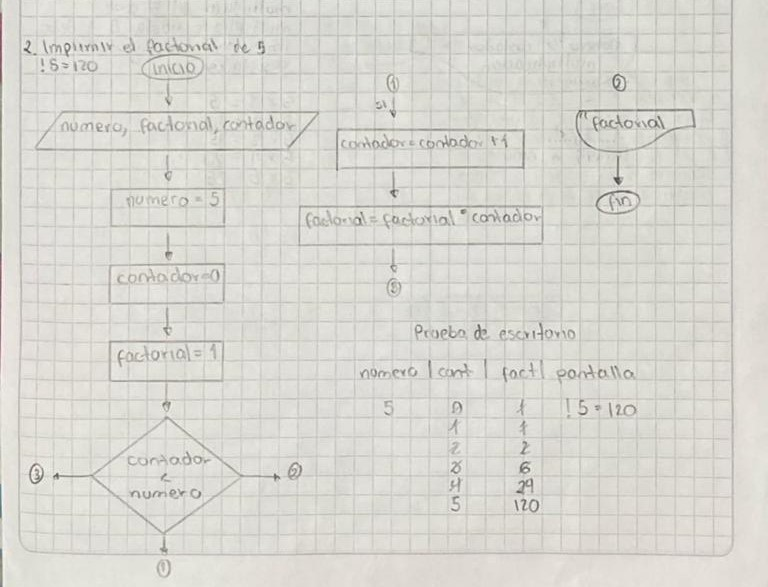 2. Imprimir el factorial de 5
!5=120
inicio
numero, factorial, contador
numero = 5
contador=0
factorial = 1
contador
<
numero
③
②
①
①
si
contador=contador +1
factorial = factorial * contador
③
②
"factorial
fin
Prueba de escritorio
numero | cont | fact | pantalla
5 0 1 !5=120
1 1
2 2
3 6
4 24
5 120